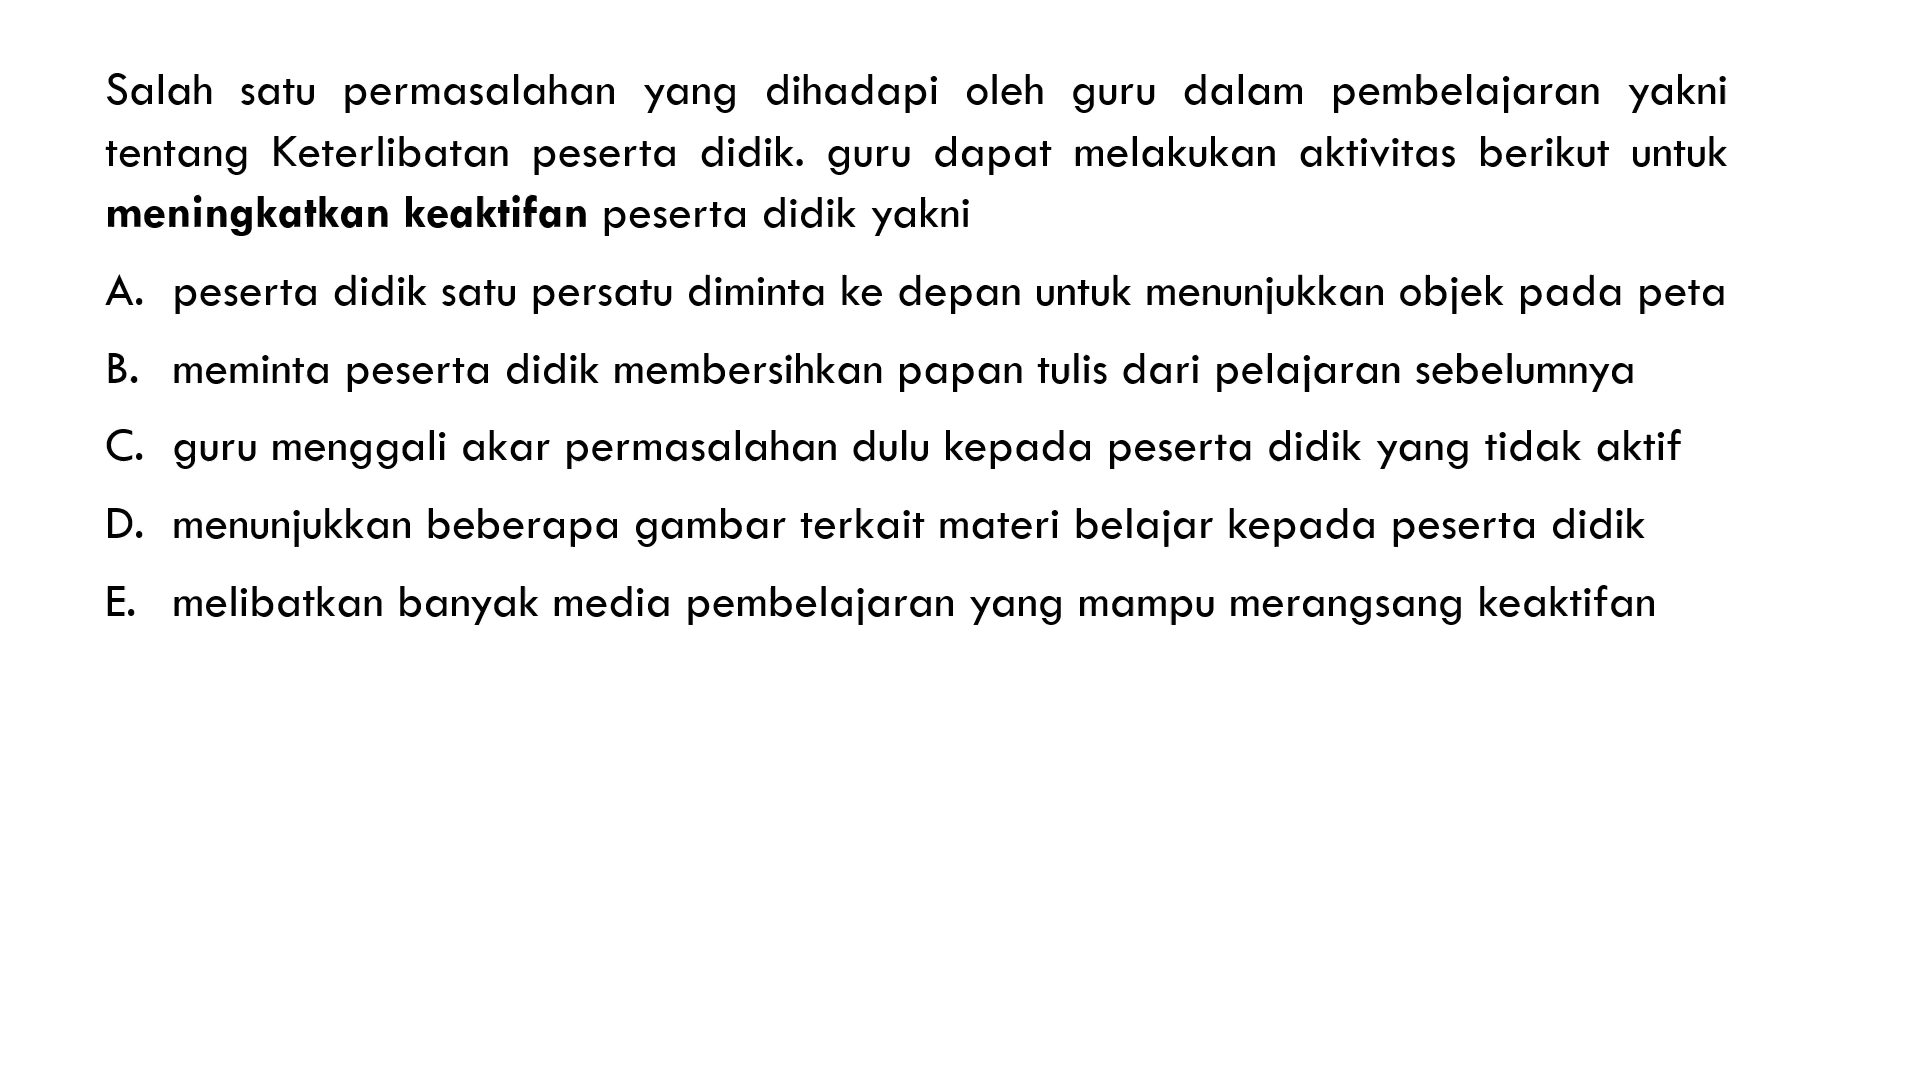 Salah satu permasalahan yang dihadapi oleh guru dalam pembelajaran yakni
tentang Keterlibatan peserta didik. guru dapat melakukan aktivitas berikut untuk
meningkatkan keaktifan peserta didik yakni
A. peserta didik satu persatu diminta ke depan untuk menunjukkan objek pada peta
B. meminta peserta didik membersihkan papan tulis dari pelajaran sebelumnya
C. guru menggali akar permasalahan dulu kepada peserta didik yang tidak aktif
D. menunjukkan beberapa gambar terkait materi belajar kepada peserta didik
E. melibatkan banyak media pembelajaran yang mampu merangsang keaktifan